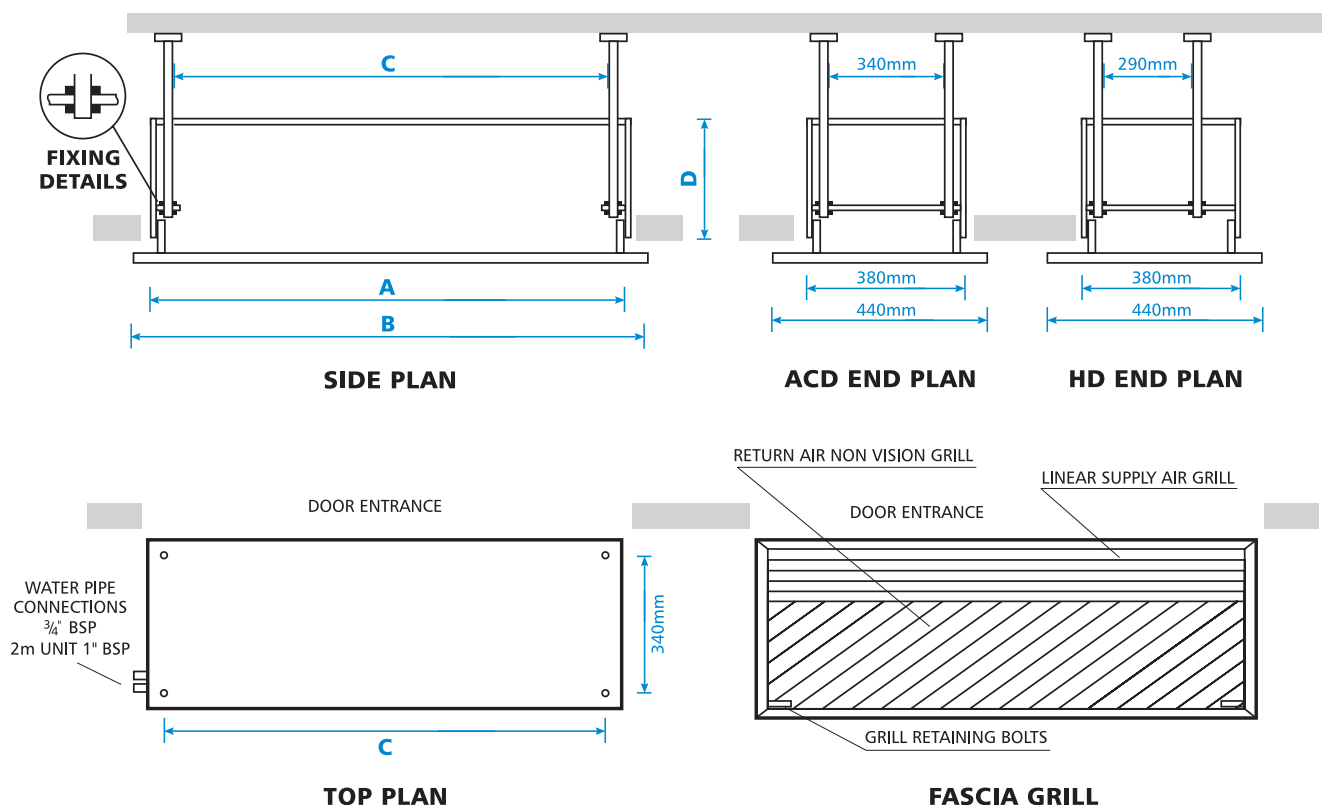 C
340mm
290mm
FIXING
DETAILS
D
A
380mm
380mm
B
440mm
440mm
SIDE PLAN
ACD END PLAN
HD END PLAN
RETURN AIR NON VISION GRILL
LINEAR SUPPLY AIR GRILL
DOOR ENTRANCE
DOOR ENTRANCE
WATER PIPE
CONNECTIONS
¾" BSP
2m UNIT 1" BSP
340mm
GRILL RETAINING BOLTS
C
TOP PLAN
FASCIA GRILL